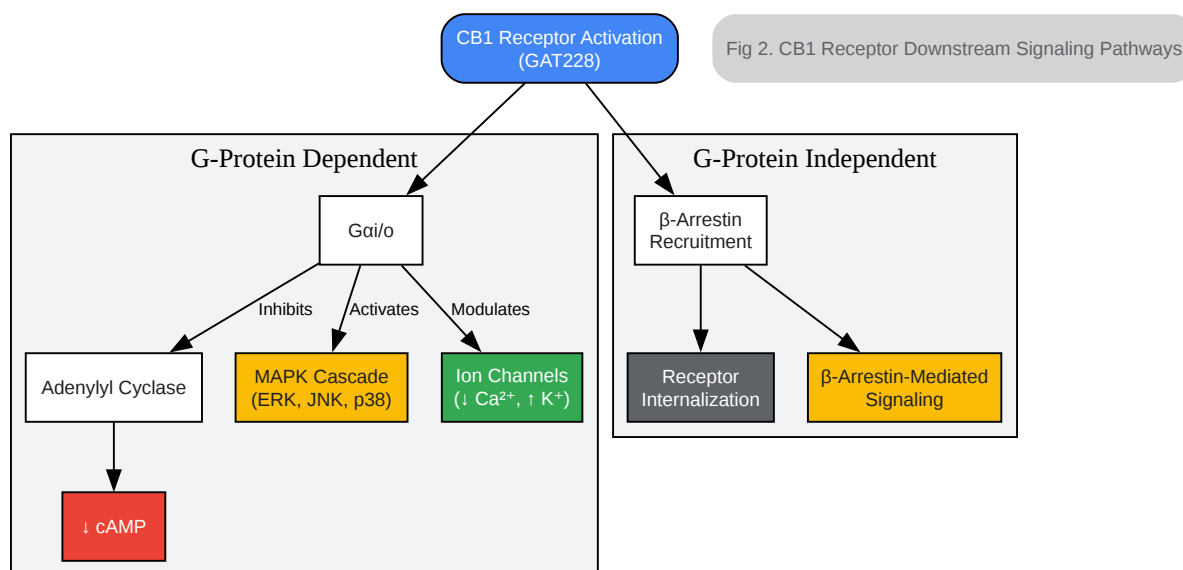 CB1 Receptor Activation
(GAT228)
Fig 2. CB1 Receptor Downstream Signaling Pathways
G-Protein Dependent
G-Protein Independent
Gαi/o
β-Arrestin
Recruitment
Inhibits
Activates
Modulates
Adenylyl Cyclase
MAPK Cascade
(ERK, JNK, p38)
Ion Channels
(↓ Ca²⁺, ↑ K⁺)
Receptor
Internalization
β-Arrestin-Mediated
Signaling
↓ cAMP